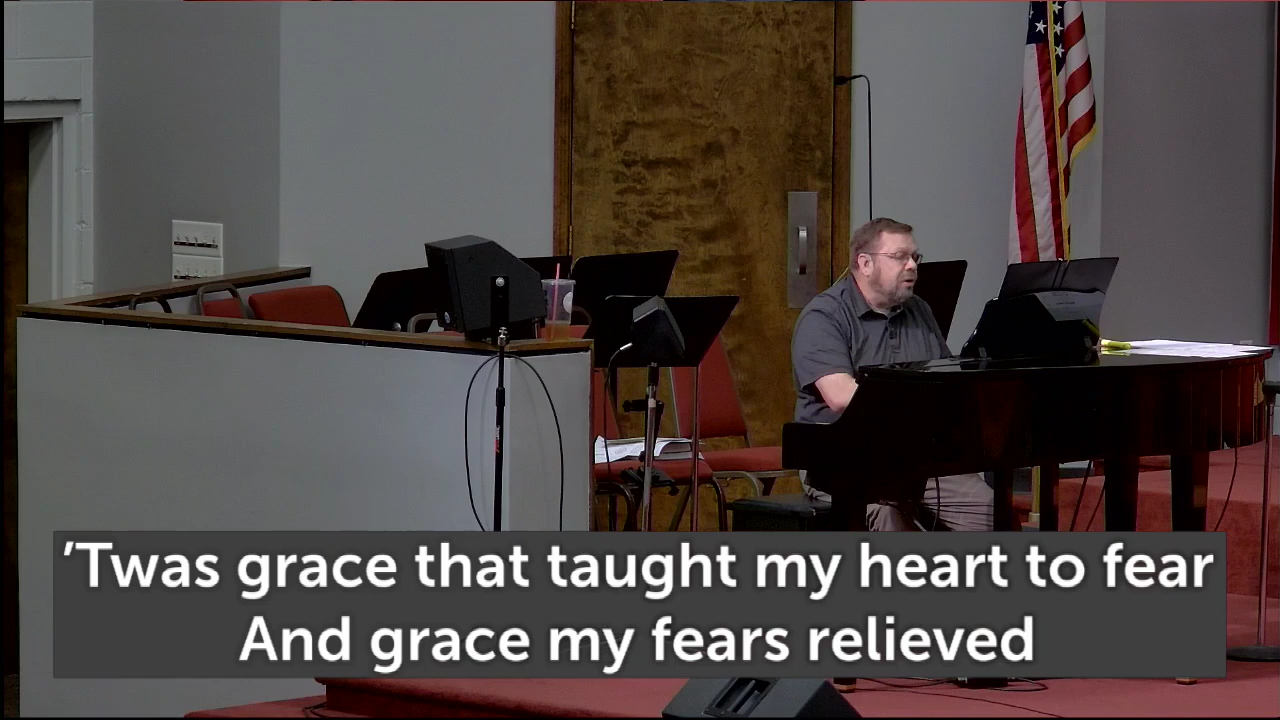 ’Twas grace that taught my heart to fear
And grace my fears relieved